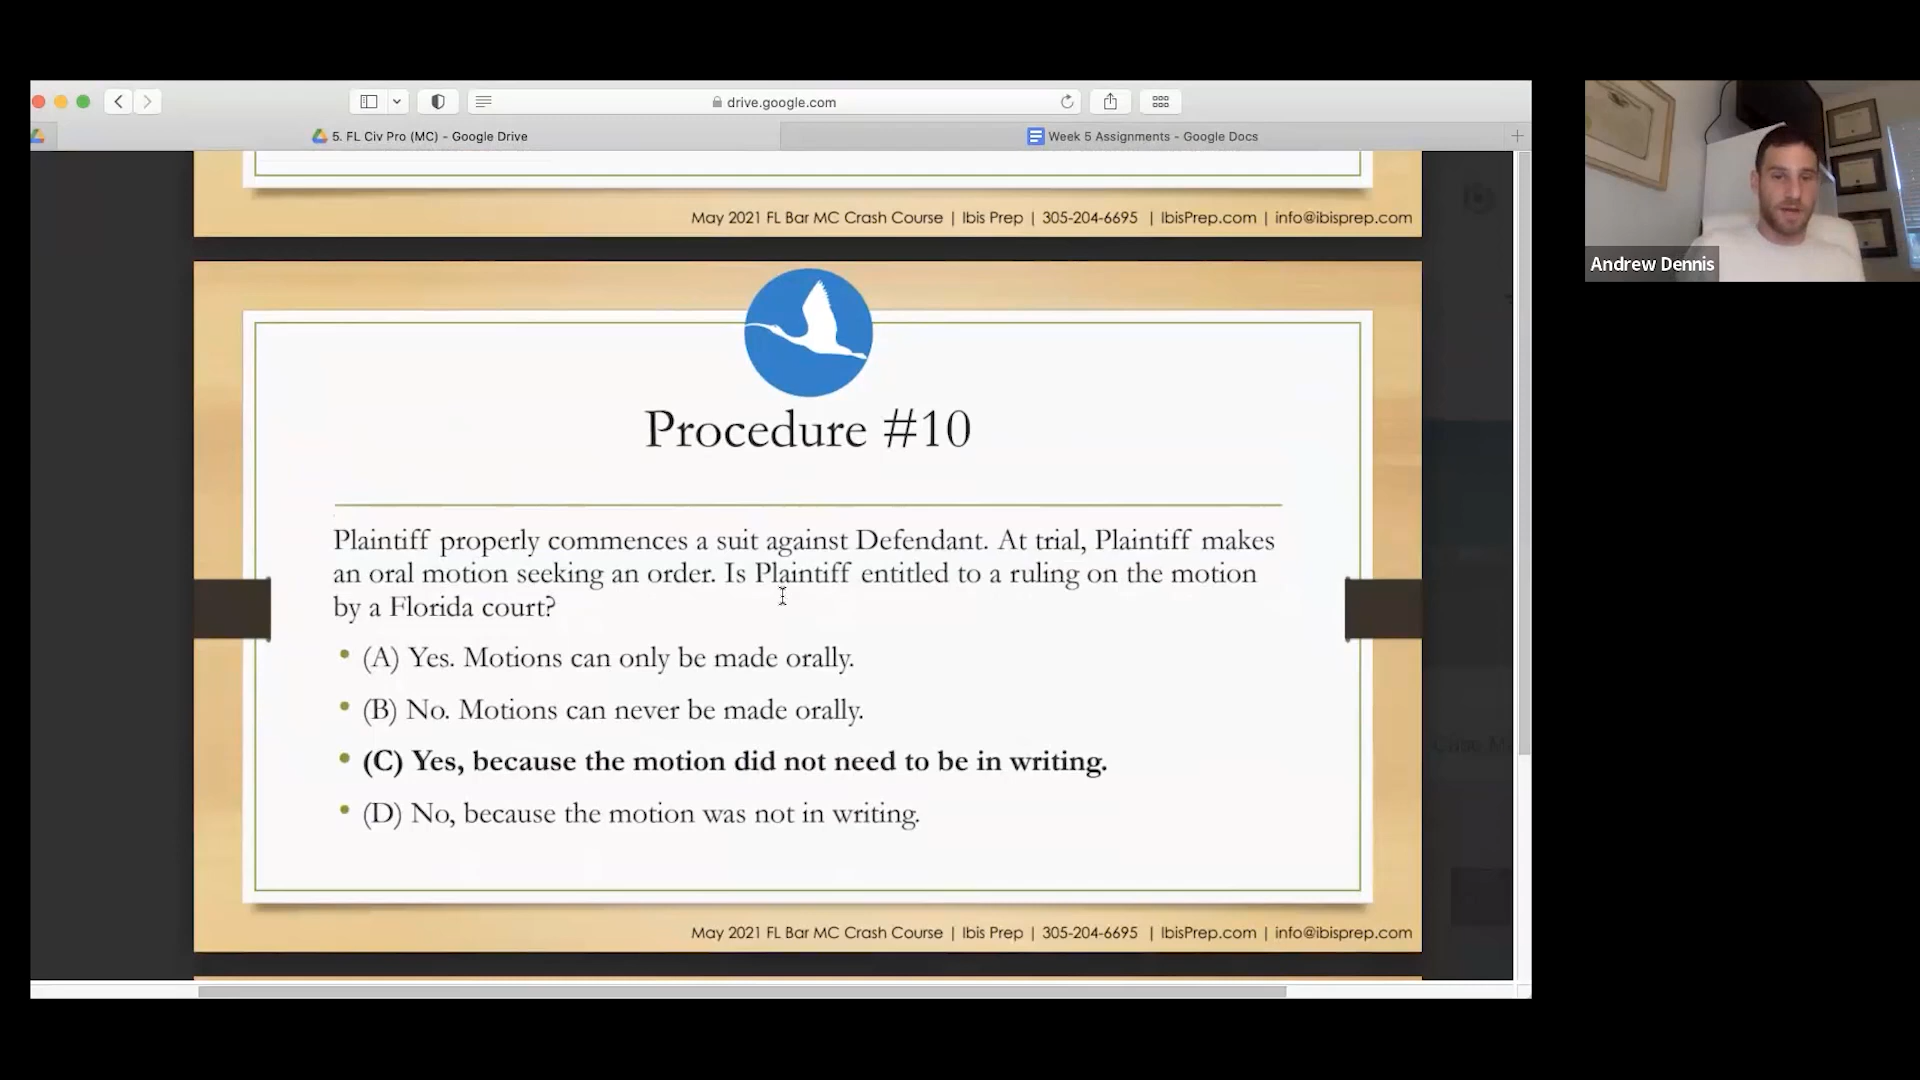 drive.google.com
5. FL Civ Pro (MC) - Google Drive
Week 5 Assignments - Google Docs
May 2021 FL Bar MC Crash Course | Ibis Prep | 305-204-6695 | IbisPrep.com | info@ibisprep.com
Andrew Dennis
Procedure #10
Plaintiff properly commences a suit against Defendant. At trial, Plaintiff makes
an oral motion seeking an order. Is Plaintiff entitled to a ruling on the motion
by a Florida court?
• (A) Yes. Motions can only be made orally.
• (B) No. Motions can never be made orally.
• (C) Yes, because the motion did not need to be in writing.
• (D) No, because the motion was not in writing.
May 2021 FL Bar MC Crash Course | Ibis Prep | 305-204-6695 | IbisPrep.com | info@ibisprep.com